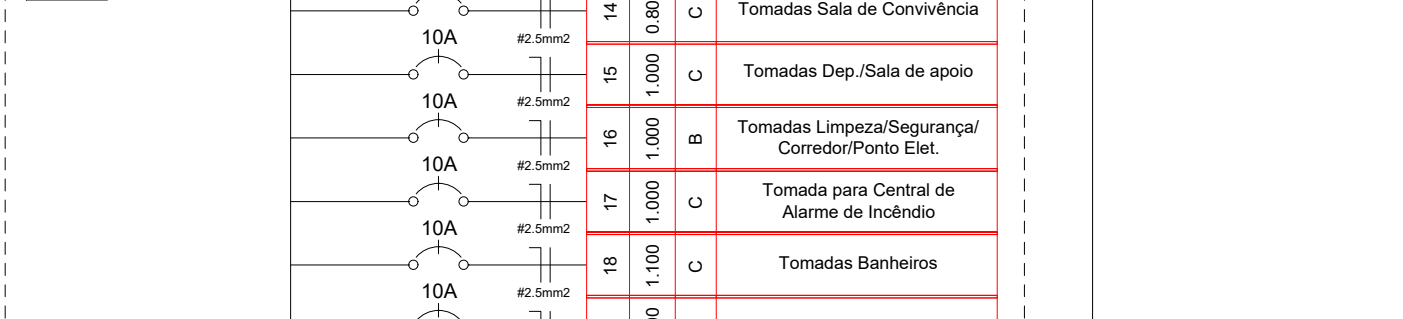 14 0.80 C Tomadas Sala de Convivência
10A #2.5mm2
15 1.000 C Tomadas Dep./Sala de apoio
10A #2.5mm2
16 1.000 B Tomadas Limpeza/Segurança/
Corredor/Ponto Elet.
10A #2.5mm2
17 1.000 C Tomada para Central de
Alarme de Incêndio
10A #2.5mm2
18 1.100 C Tomadas Banheiros
10A #2.5mm2